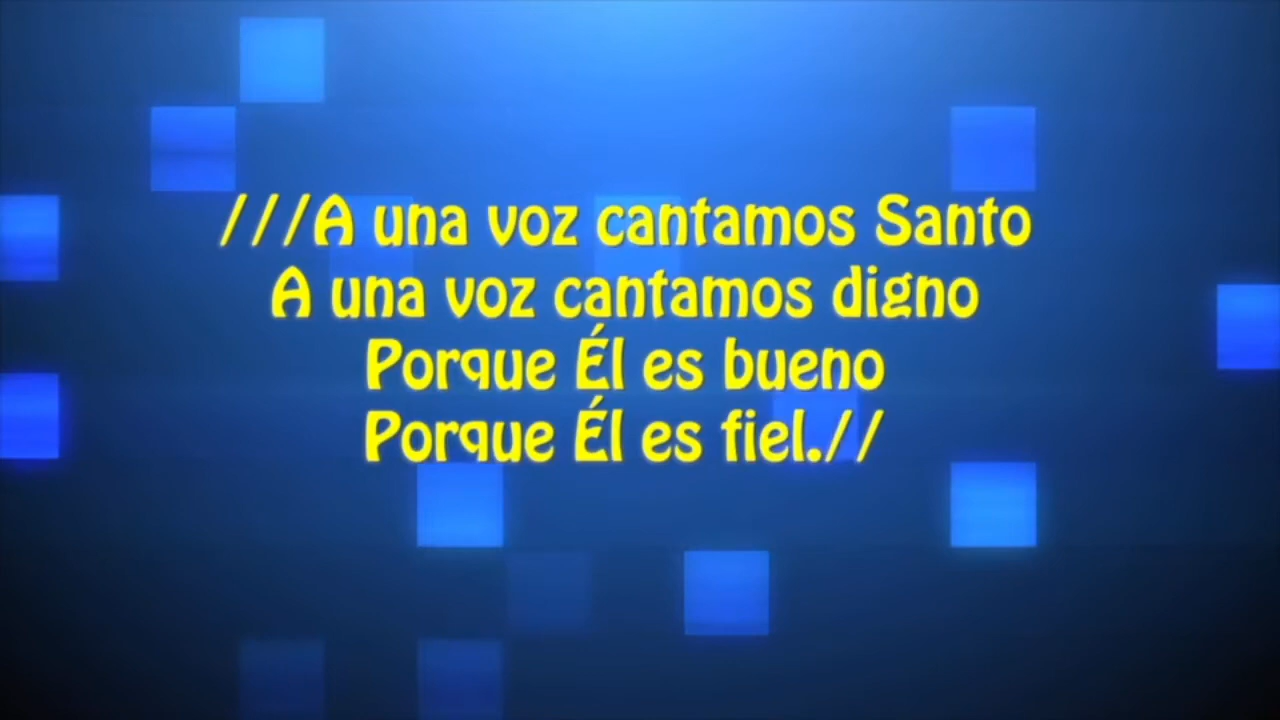 ///A una voz cantamos Santo
A una voz cantamos digno
Porque Él es bueno
Porque Él es fiel.//